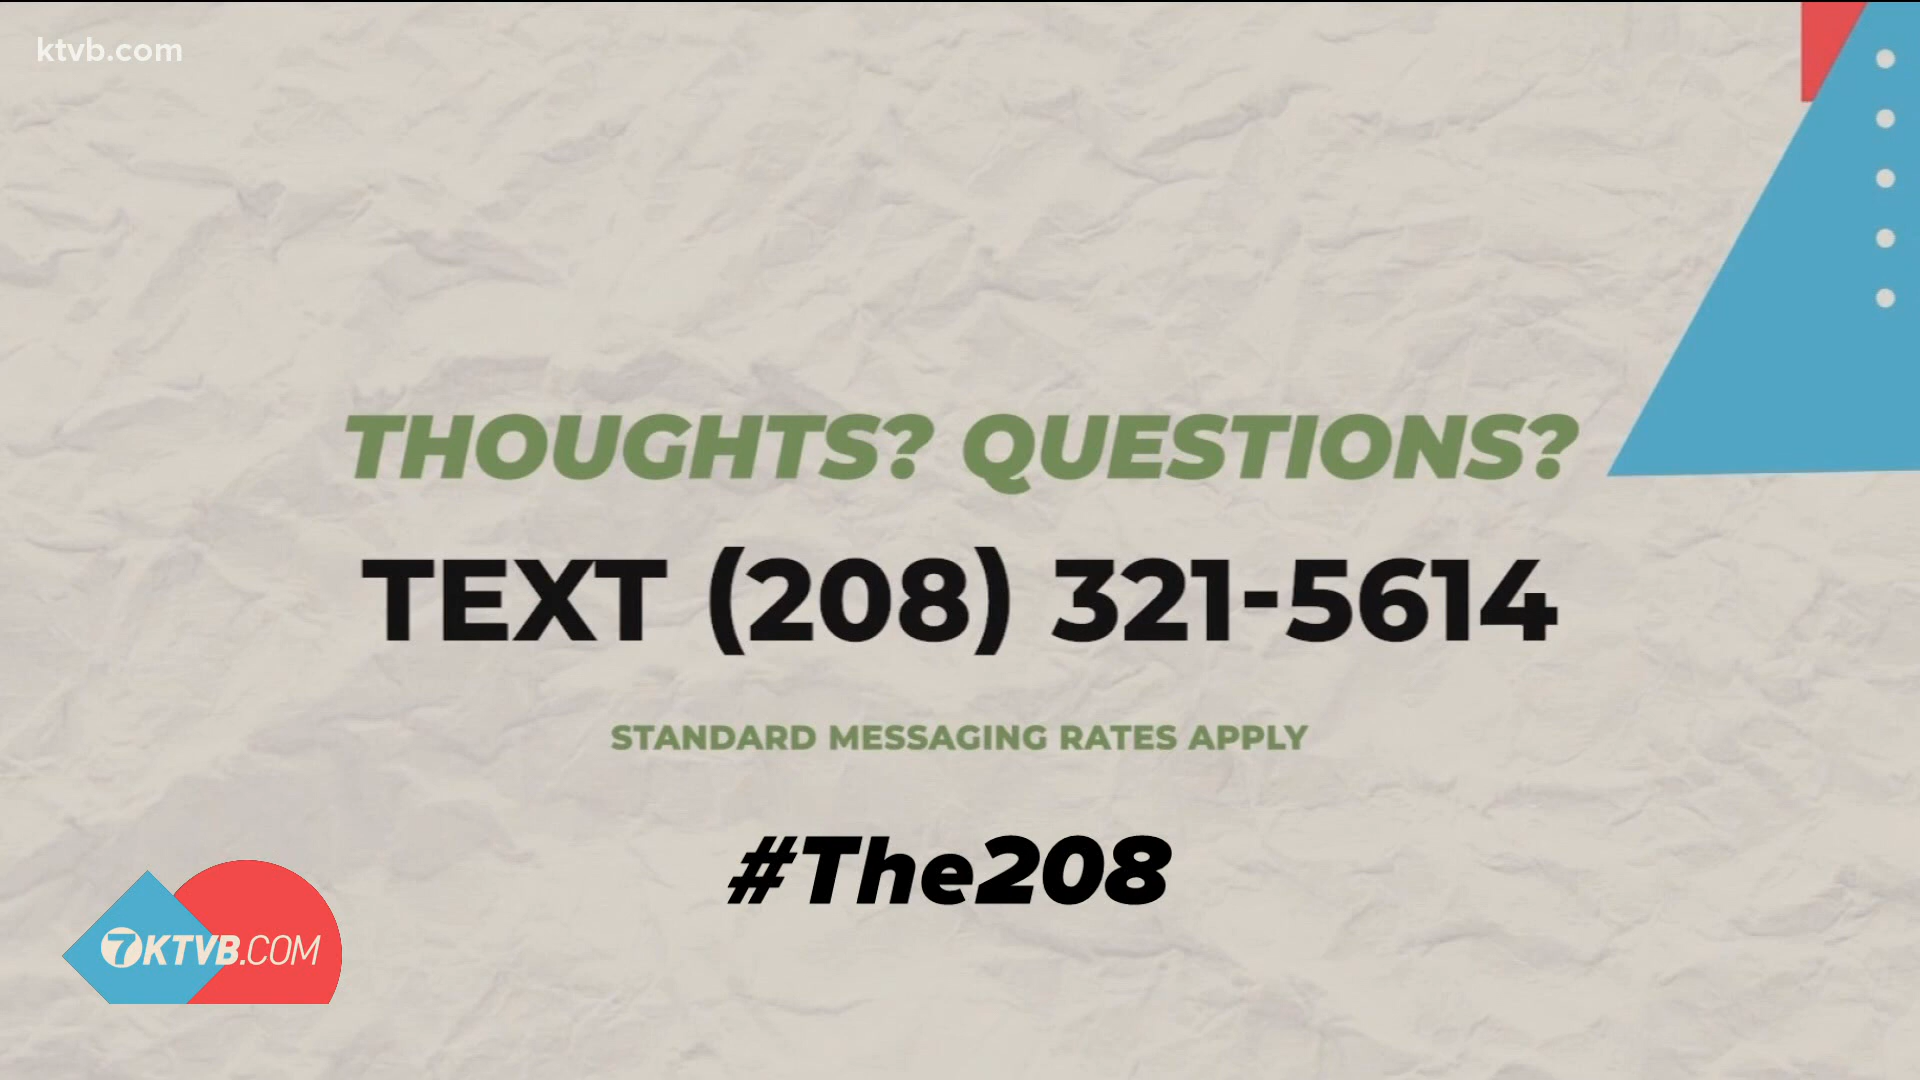 ktvb.com
THOUGHTS? QUESTIONS?
TEXT (208) 321-5614
STANDARD MESSAGING RATES APPLY
#The208
7KTVB.COM